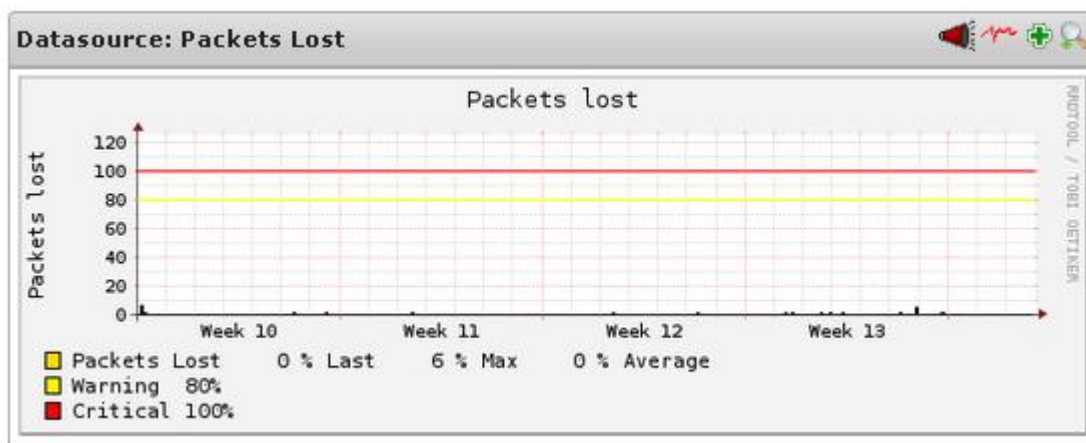 Datasource: Packets Lost
Packets lost
RRDTOOL / TOBI OETIKER
Packets lost
120
100
80
60
40
20
0
Week 10 Week 11 Week 12 Week 13
Packets Lost 0 % Last 6 % Max 0 % Average
Warning 80%
Critical 100%